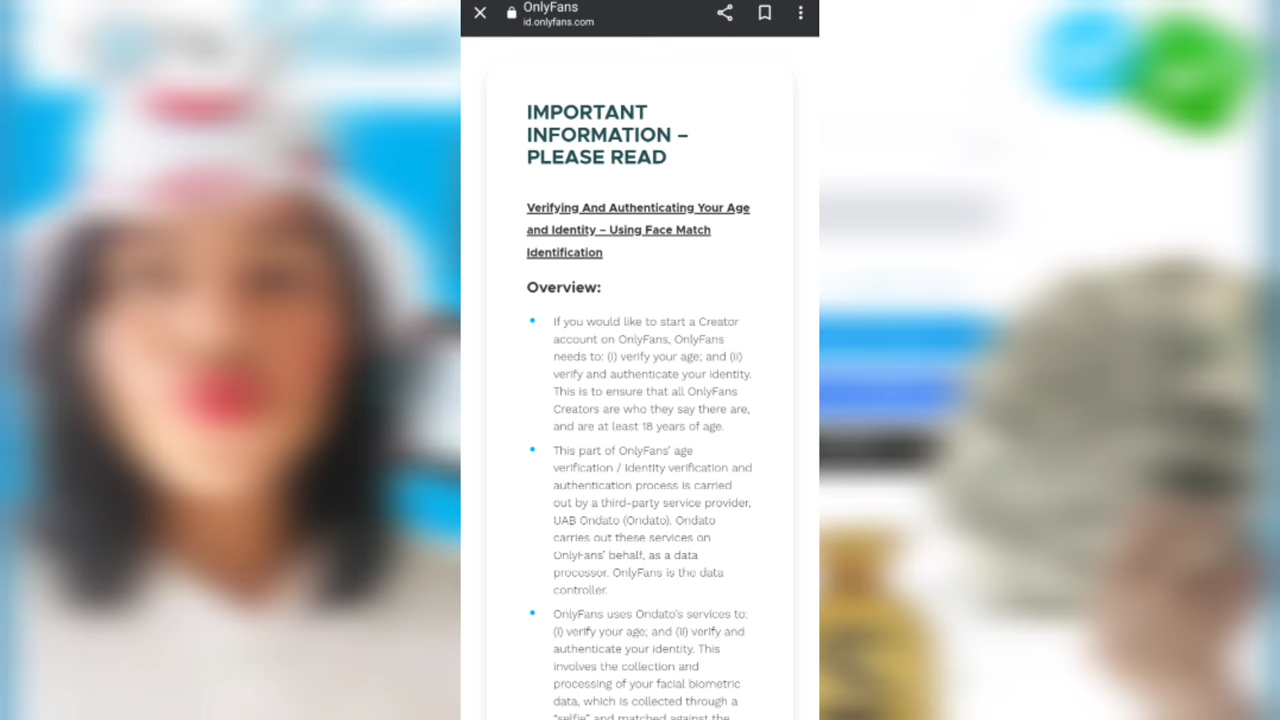 OnlyFans
id.onlyfans.com
IMPORTANT
INFORMATION –
PLEASE READ
Verifying And Authenticating Your Age
and Identity – Using Face Match
Identification
Overview:
If you would like to start a Creator
account on OnlyFans, OnlyFans
needs to: (i) verify your age; and (ii)
verify and authenticate your identity.
This is to ensure that all OnlyFans
Creators are who they say there are,
and are at least 18 years of age.
This part of OnlyFans' age
verification / identity verification and
authentication process is carried
out by a third-party service provider,
UAB Ondato (Ondato). Ondato
carries out these services on
OnlyFans' behalf, as a data
processor. OnlyFans is the data
controller.
OnlyFans uses Ondato's services to:
(i) verify your age; and (ii) verify and
authenticate your identity. This
involves the collection and
processing of your facial biometric
data, which is collected through a
"selfie" and matched against the